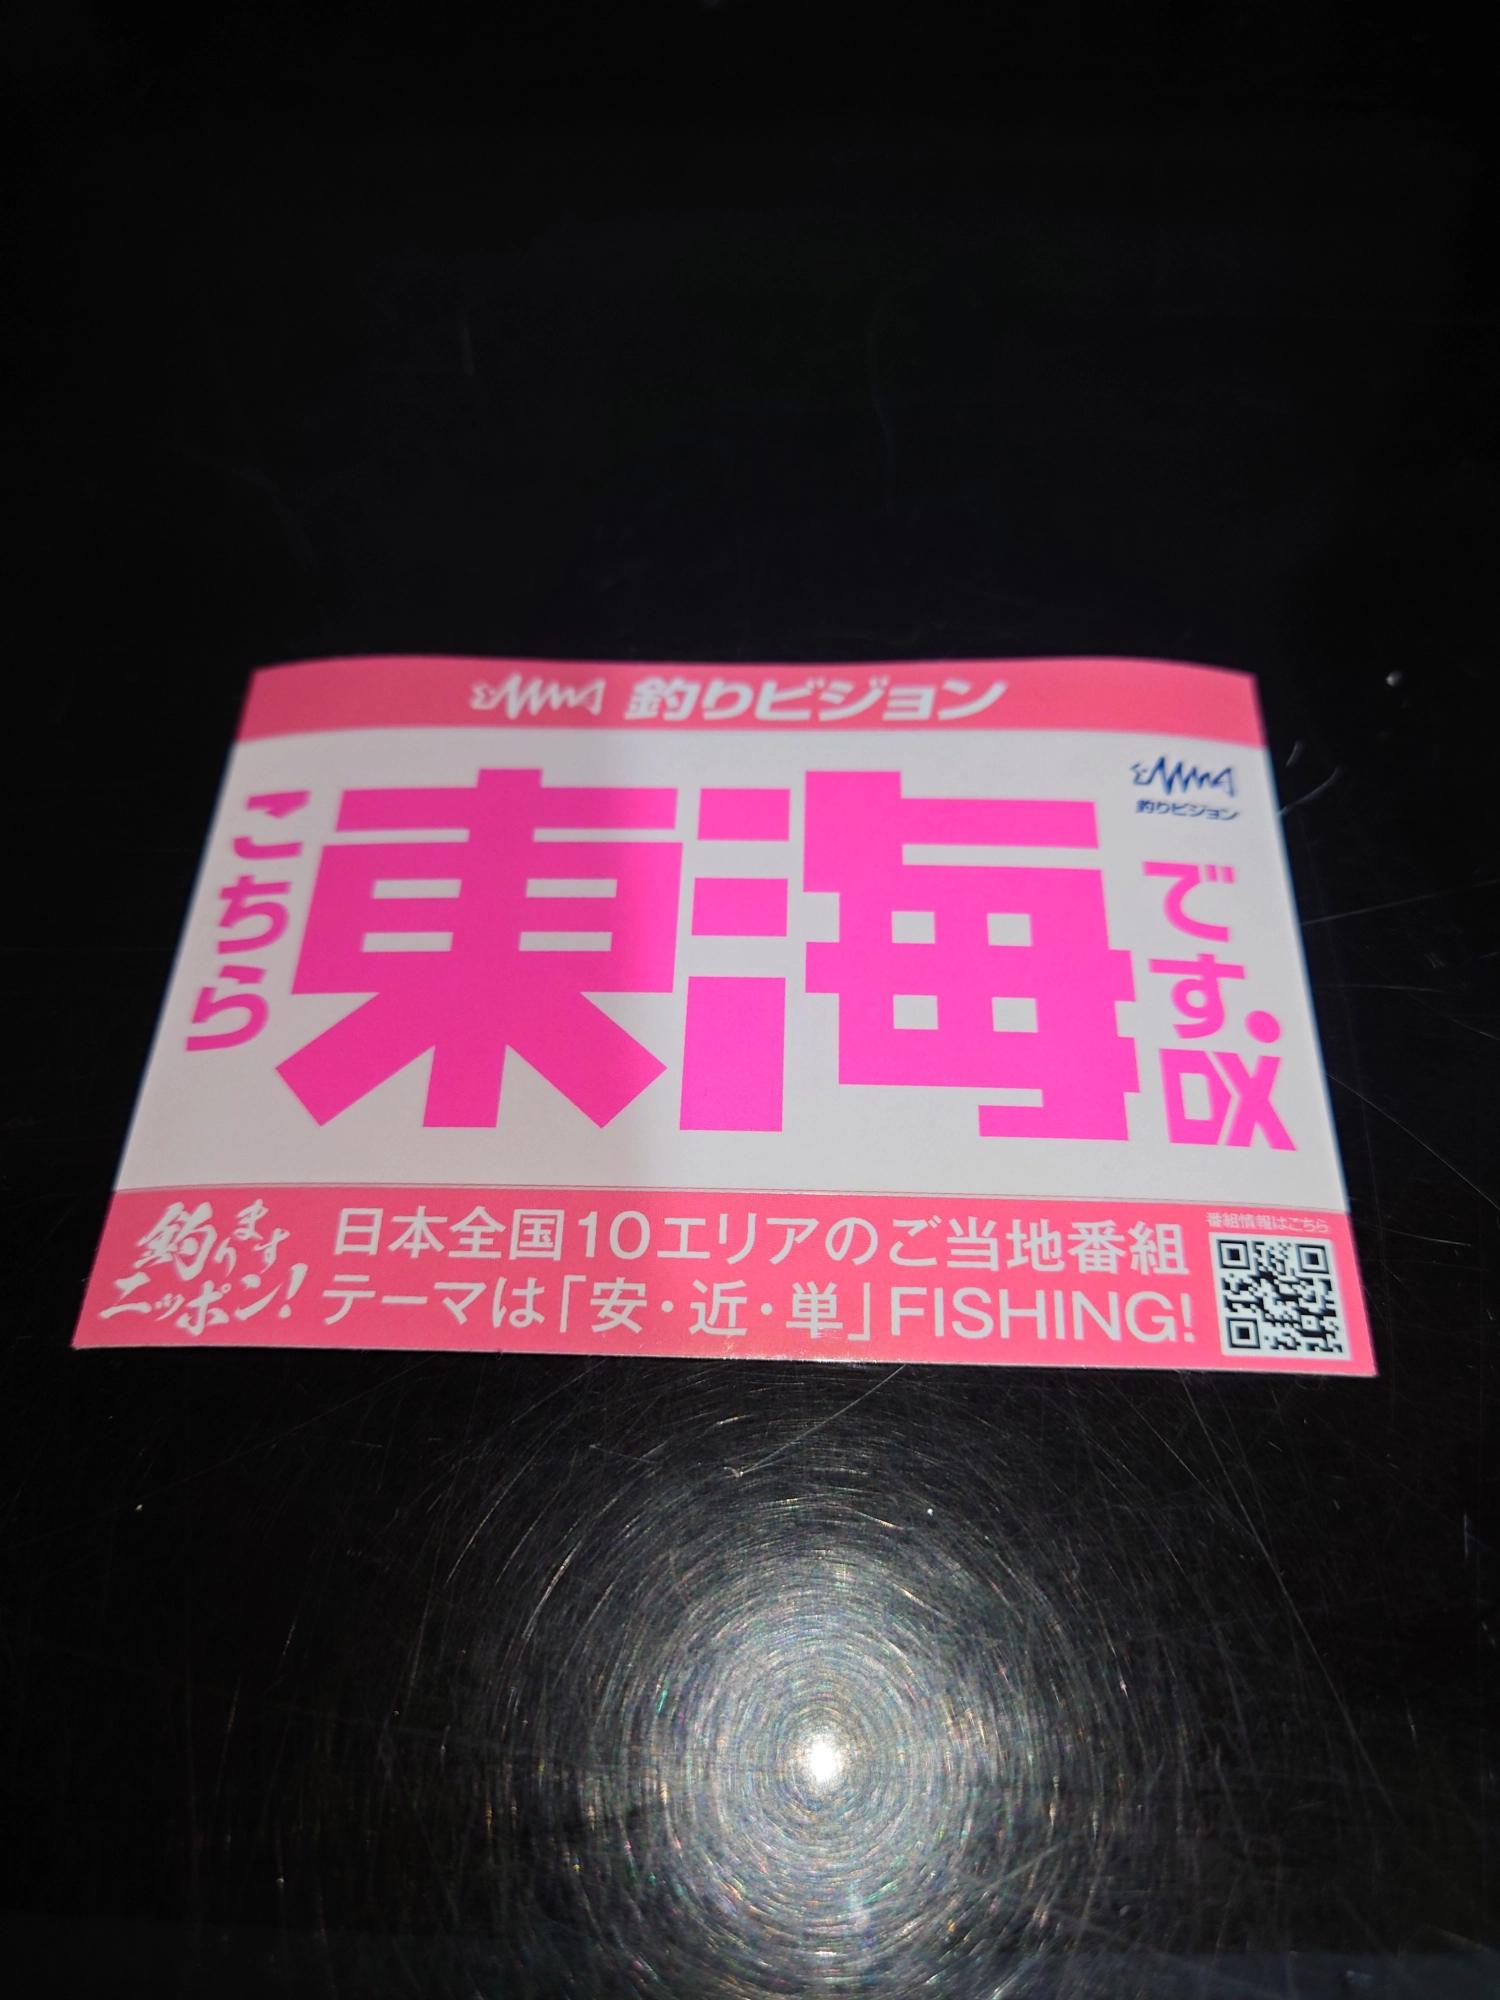 釣りビジョン
釣りビジョン
こちら
東海
です。
DX
釣ります
ニッポン!
日本全国10エリアのご当地番組
テーマは「安・近・単」FISHING!
番組情報はこちら